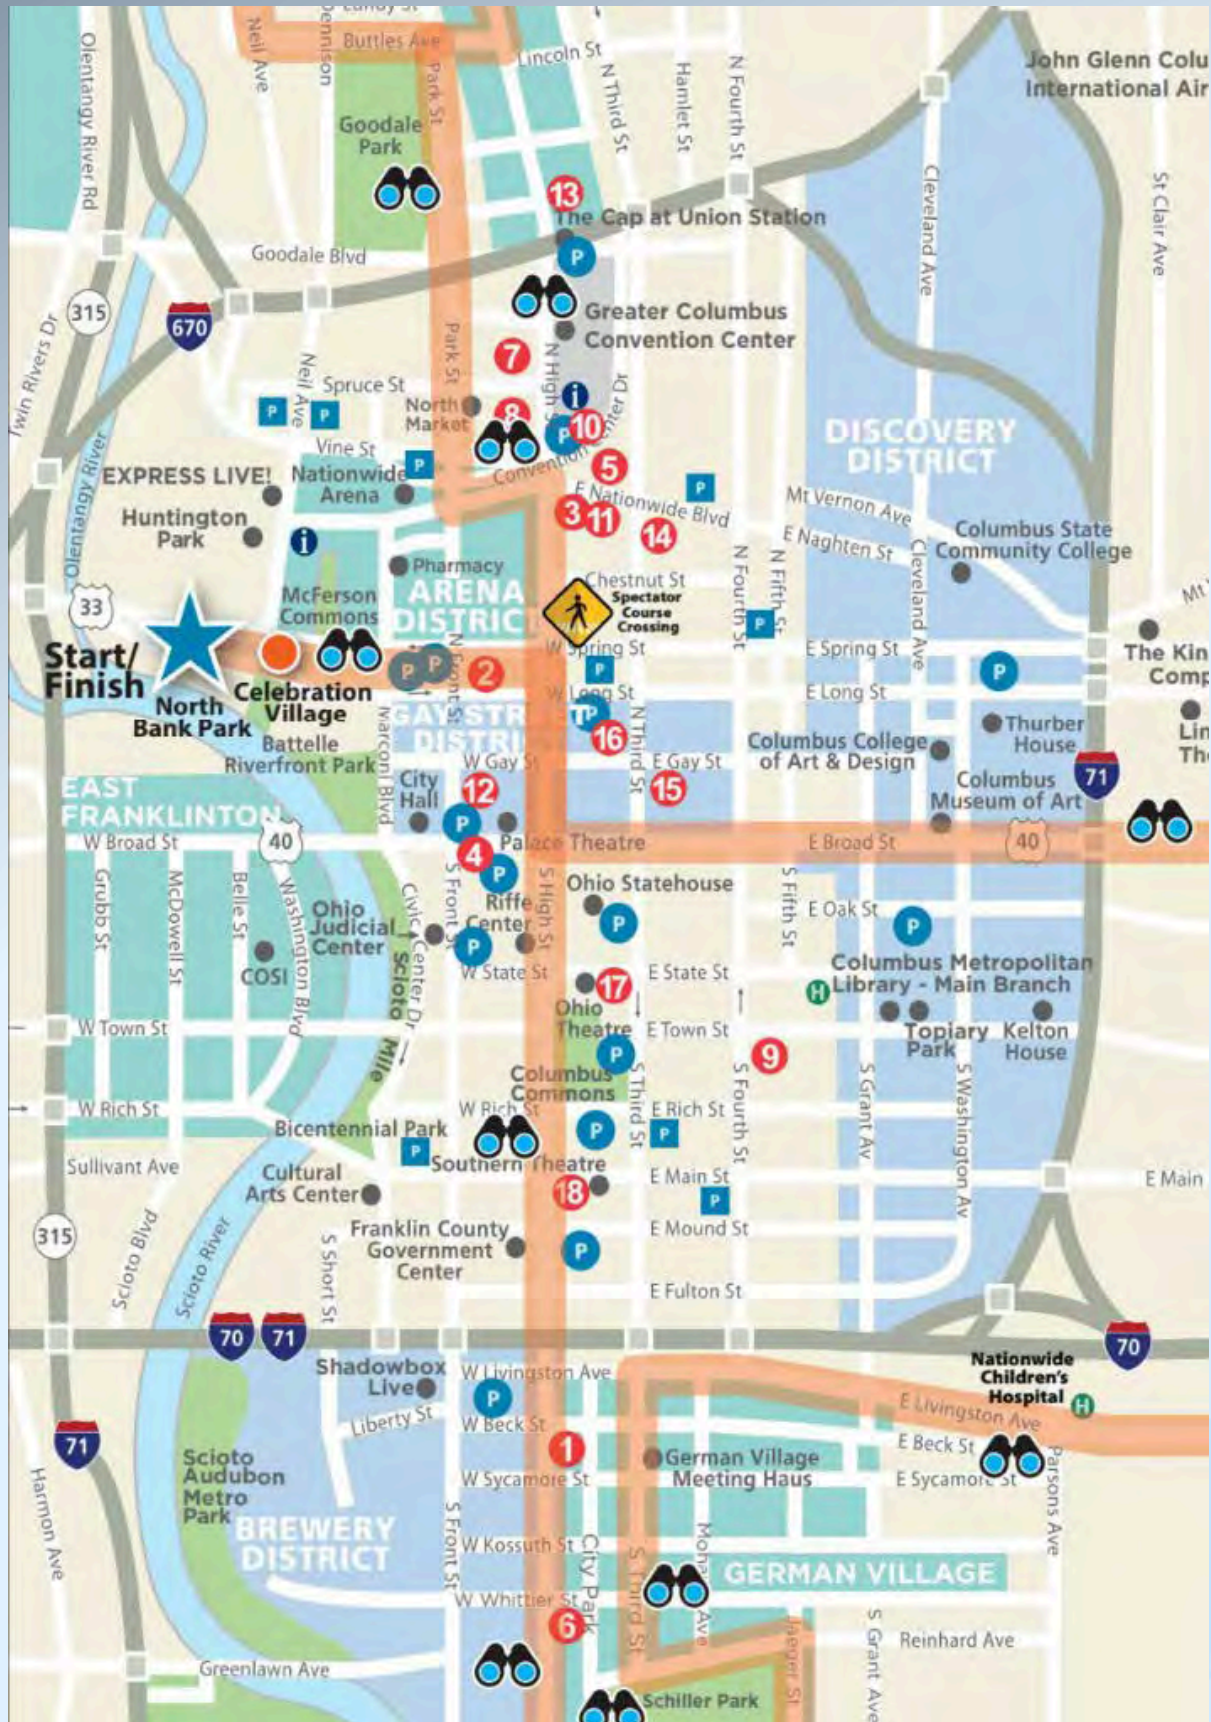 Buttles Ave
Lincoln St
Olentangy River Rd
Neil Ave
Dennison
Park St
N Third St
Hamlet St
N Fourth St
John Glenn Colu
International Air
Goodale
Park
Cleveland Ave
St Clair Ave
13
The Cap at Union Station
P
Goodale Blvd
315
670
Greater Columbus
Convention Center
Twin Rivers Dr
Neil Ave
Park St
N High S
7
Spruce St
North
Market
8
i
P
P
P
10
nter Dr
Vine St
Convention
DISCOVERY
DISTRICT
EXPRESS LIVE!
Nationwide
Arena
P
5
P
Olentangy River
E Nationwide Blvd
Mt Vernon Ave
Huntington
Park
i
3
11
14
E Naghten St
Columbus State
Community College
Pharmacy
Chestnut St
N Fourth St
N Fifth St
Cleveland Ave
33
McFerson
Commons
ARENA
DISTRIC
Spectator
Course
Crossing
P
Mt
Start/
Finish
North
Bank Park
Celebration
Village
P
P
2
N Front St
W Spring St
P
E Spring St
P
The Kin
Comp
W Long St
E Long St
GAY STR
T
DISTRI
P
16
N Third St
Thurber
House
Lin
Th
Battelle
Riverfront Park
Marconi Blvd
W Gay St
E Gay St
Columbus College
of Art & Design
71
EAST
FRANKLINTON
City
Hall
12
15
Columbus
Museum of Art
P
W Broad St
40
Palace Theatre
E Broad St
40
4
P
Grubb St
McDowell St
Belle St
Washington Blvd
Ohio
Judicial
Center
Civic Center Dr
S Front St
Riffe
Center
S High St
Ohio Statehouse
P
S Fifth St
E Oak St
P
COSI
P
W State St
E State St
Columbus Metropolitan
Library - Main Branch
H
17
Scioto Mile
Ohio
Theatre
W Town St
E Town St
Topiary
Park
Kelton
House
P
9
Columbus
Commons
S Third St
S Fourth St
S Grant Av
S Washington Av
W Rich St
W Rich St
E Rich St
Bicentennial Park
P
P
P
Sullivant Ave
Southern Theatre
Cultural
Arts Center
18
E Main St
E Main
P
315
Scioto Blvd
Scioto River
S Short St
Franklin County
Government
Center
P
E Mound St
E Fulton St
70
71
70
Shadowbox
Live
W Livingston Ave
Nationwide
Children's
Hospital
H
P
Liberty St
W Beck St
E Livingston Ave
71
1
E Beck St
German Village
Meeting Haus
Scioto
Audubon
Metro
Park
W Sycamore St
E Sycamore St
Parsons Ave
Harmon Ave
BREWERY
DISTRICT
S Front St
W Kossuth St
City Park
S Third St
Moha
Ave
GERMAN VILLAGE
W Whittier St
6
Jaeger St
S Grant Ave
Reinhard Ave
Greenlawn Ave
Schiller Park